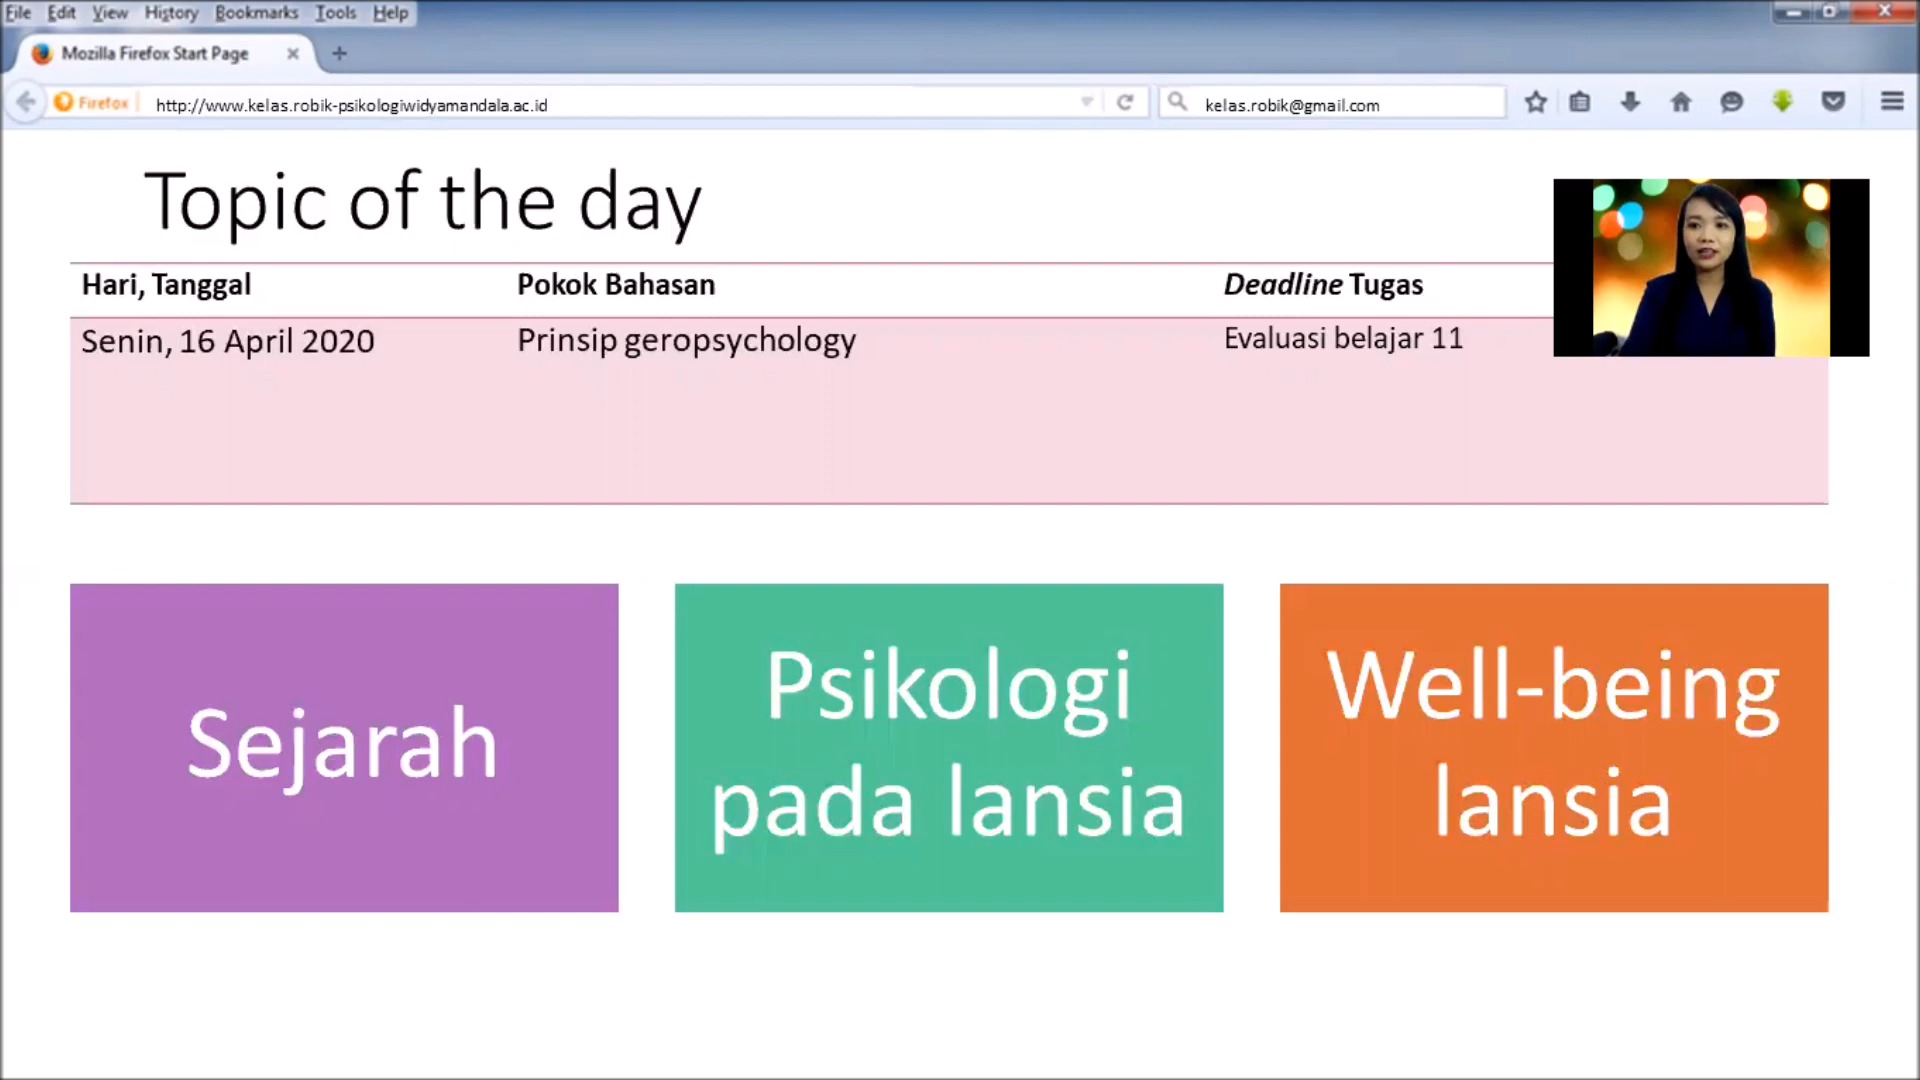 File Edit View History Bookmarks Tools Help
Mozilla Firefox Start Page
Firefox http://www.kelas.robik-psikologiwidyamandala.ac.id kelas.robik@gmail.com
Topic of the day
Hari, Tanggal Pokok Bahasan Deadline Tugas
Senin, 16 April 2020 Prinsip geropsychology Evaluasi belajar 11
Sejarah
Psikologi
pada lansia
Well-being
lansia